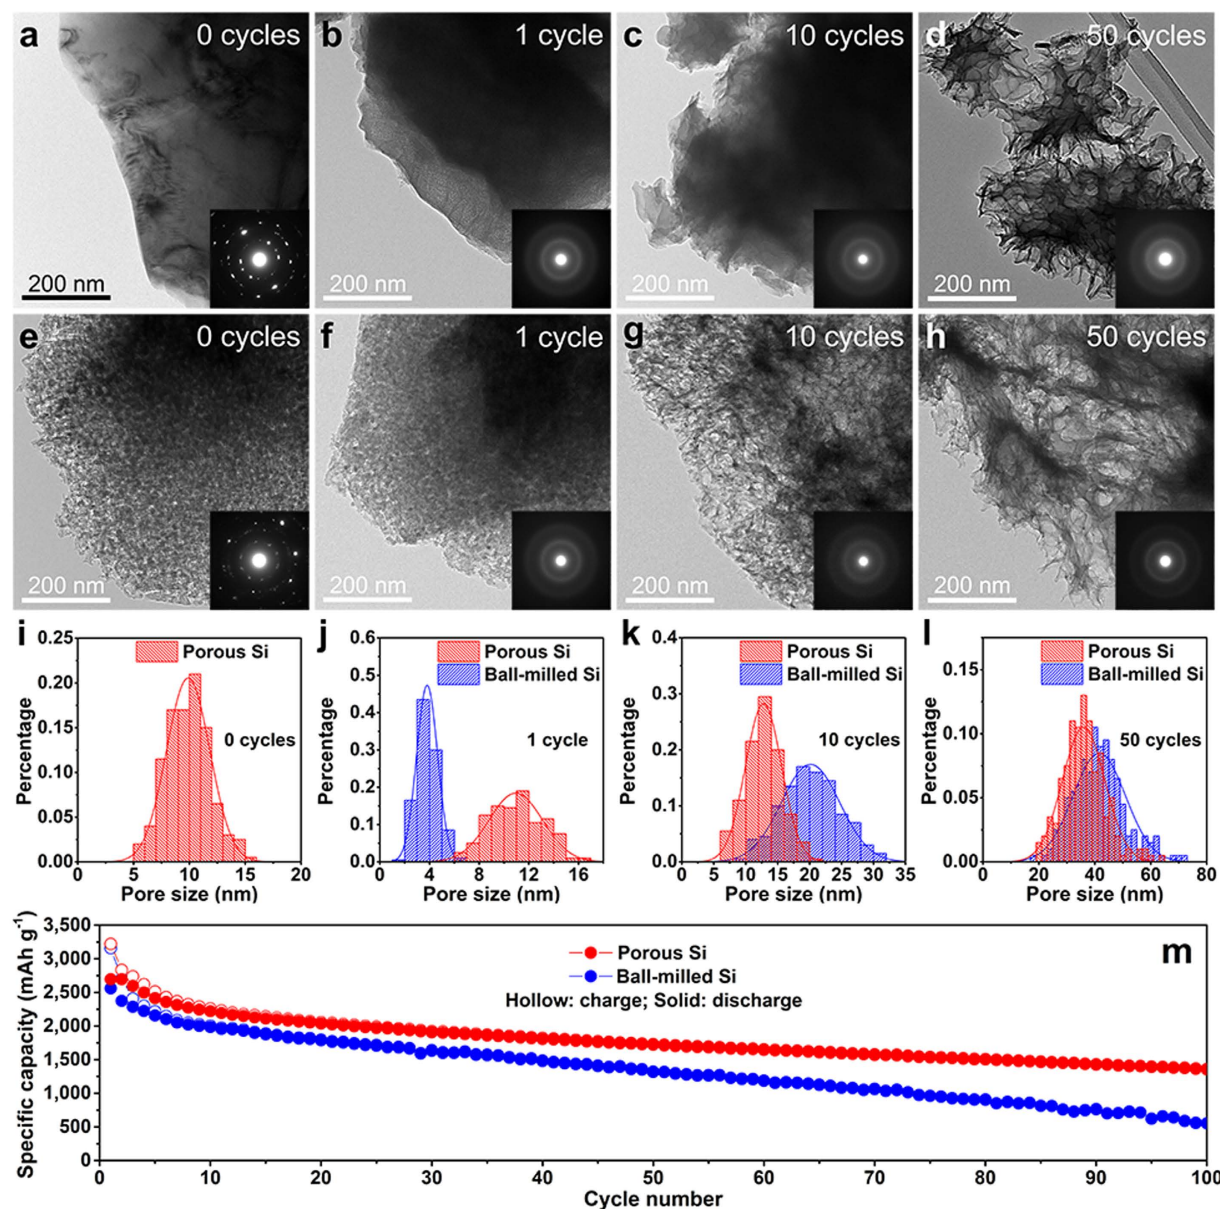 a 0 cycles
b 1 cycle
c 10 cycles
d 50 cycles
200 nm
200 nm
200 nm
200 nm
e 0 cycles
f 1 cycle
g 10 cycles
h 50 cycles
200 nm
200 nm
200 nm
200 nm
i
0.25
0.20
0.15
0.10
0.05
0.00
Percentage
Porous Si
0 cycles
0 5 10 15 20
Pore size (nm)
j
0.6
0.5
0.4
0.3
0.2
0.1
0.0
Percentage
Porous Si
Ball-milled Si
1 cycle
0 4 8 12 16
Pore size (nm)
k
0.4
0.3
0.2
0.1
0.0
Percentage
Porous Si
Ball-milled Si
10 cycles
0 5 10 15 20 25 30 35
Pore size (nm)
l
0.15
0.10
0.05
0.00
Percentage
Porous Si
Ball-milled Si
50 cycles
0 20 40 60 80
Pore size (nm)
m
3,500
3,000
2,500
2,000
1,500
1,000
500
0
Specific capacity (mAh g⁻¹)
Porous Si
Ball-milled Si
Hollow: charge; Solid: discharge
0 10 20 30 40 50 60 70 80 90 100
Cycle number